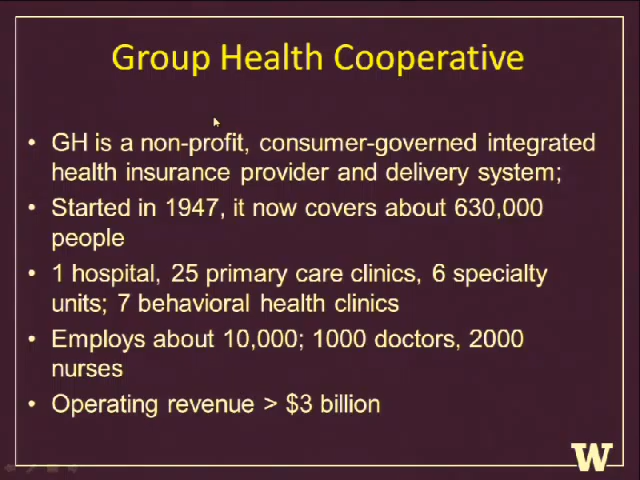 Group Health Cooperative
• GH is a non-profit, consumer-governed integrated
health insurance provider and delivery system;
• Started in 1947, it now covers about 630,000
people
• 1 hospital, 25 primary care clinics, 6 specialty
units; 7 behavioral health clinics
• Employs about 10,000; 1000 doctors, 2000
nurses
• Operating revenue > $3 billion
W